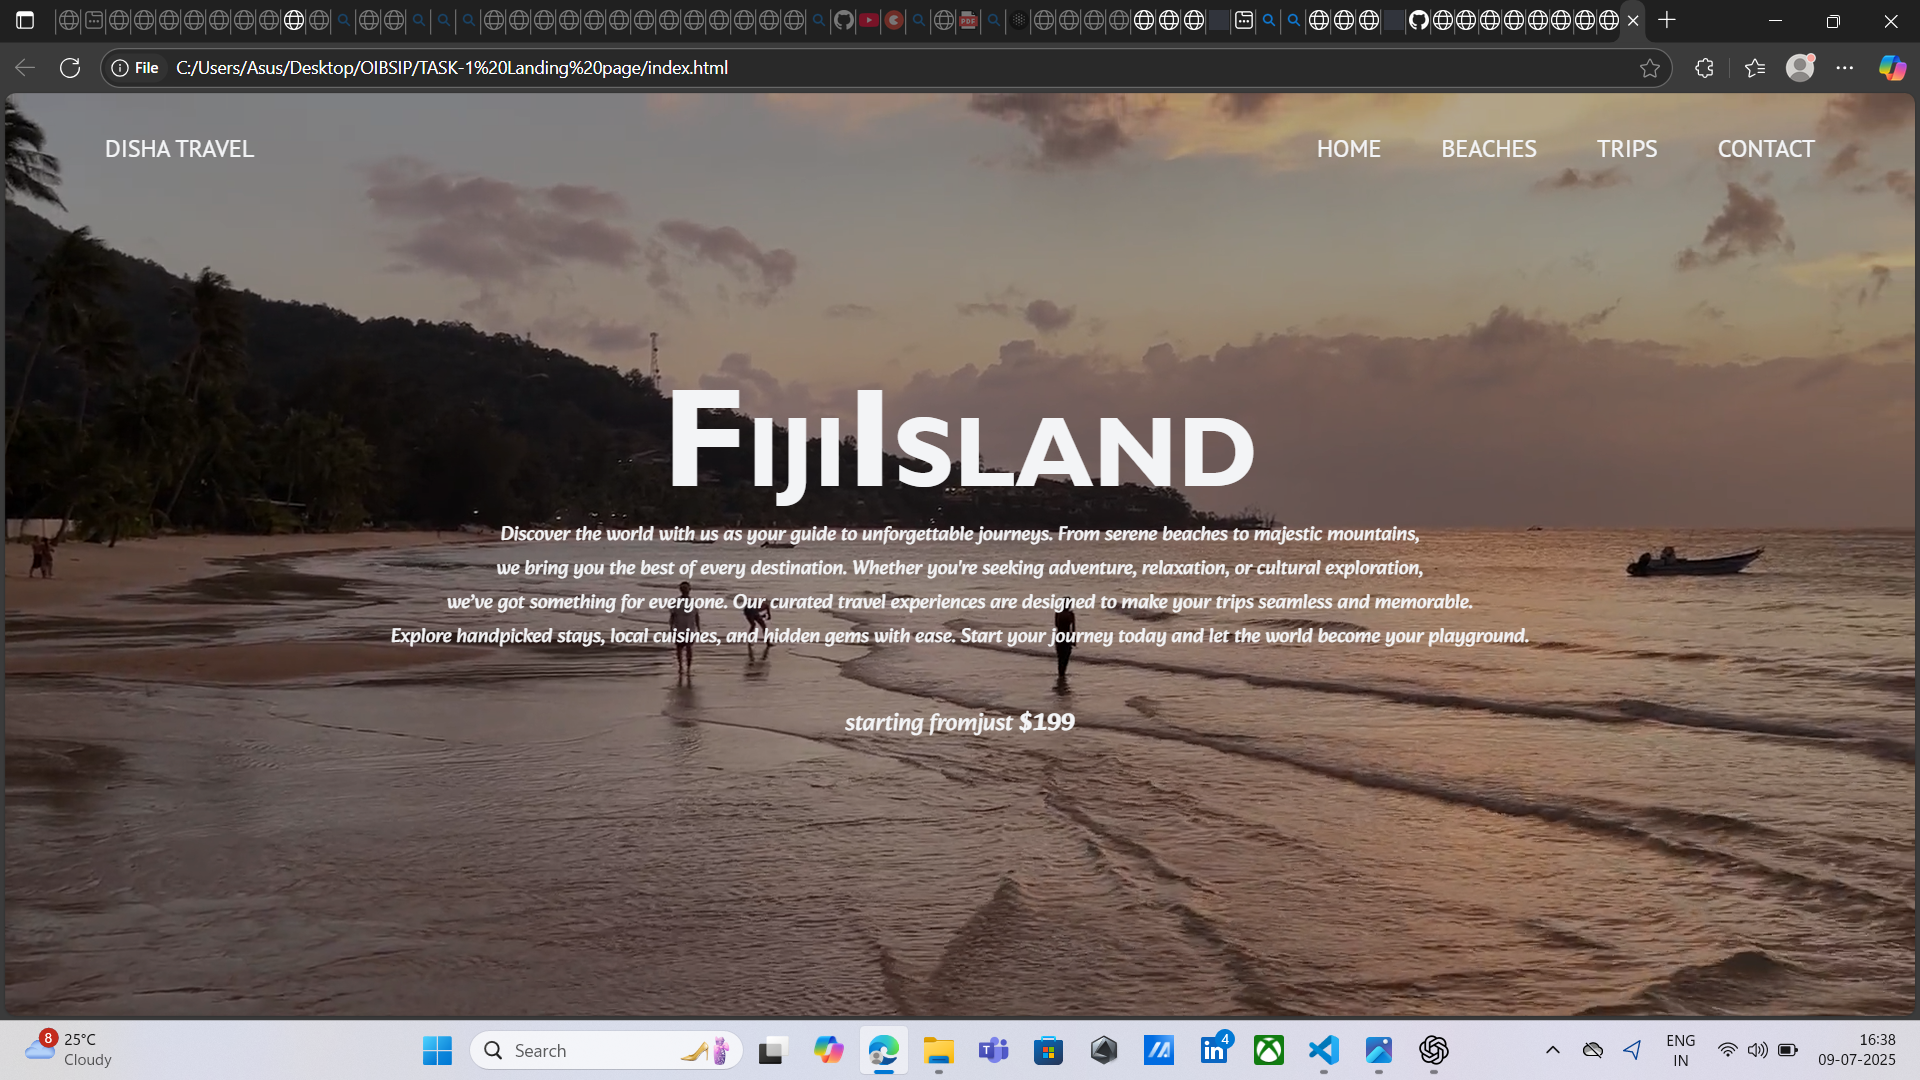 File
C:/Users/Asus/Desktop/OIBSIP/TASK-1%20Landing%20page/index.html
DISHA TRAVEL
HOME
BEACHES
TRIPS
CONTACT
FijiIsland
Discover the world with us as your guide to unforgettable journeys. From serene beaches to majestic mountains,
we bring you the best of every destination. Whether you're seeking adventure, relaxation, or cultural exploration,
we’ve got something for everyone. Our curated travel experiences are designed to make your trips seamless and memorable.
Explore handpicked stays, local cuisines, and hidden gems with ease. Start your journey today and let the world become your playground.
starting fromjust $199
8
25°C
Cloudy
Search
4
ENG
IN
16:38
09-07-2025